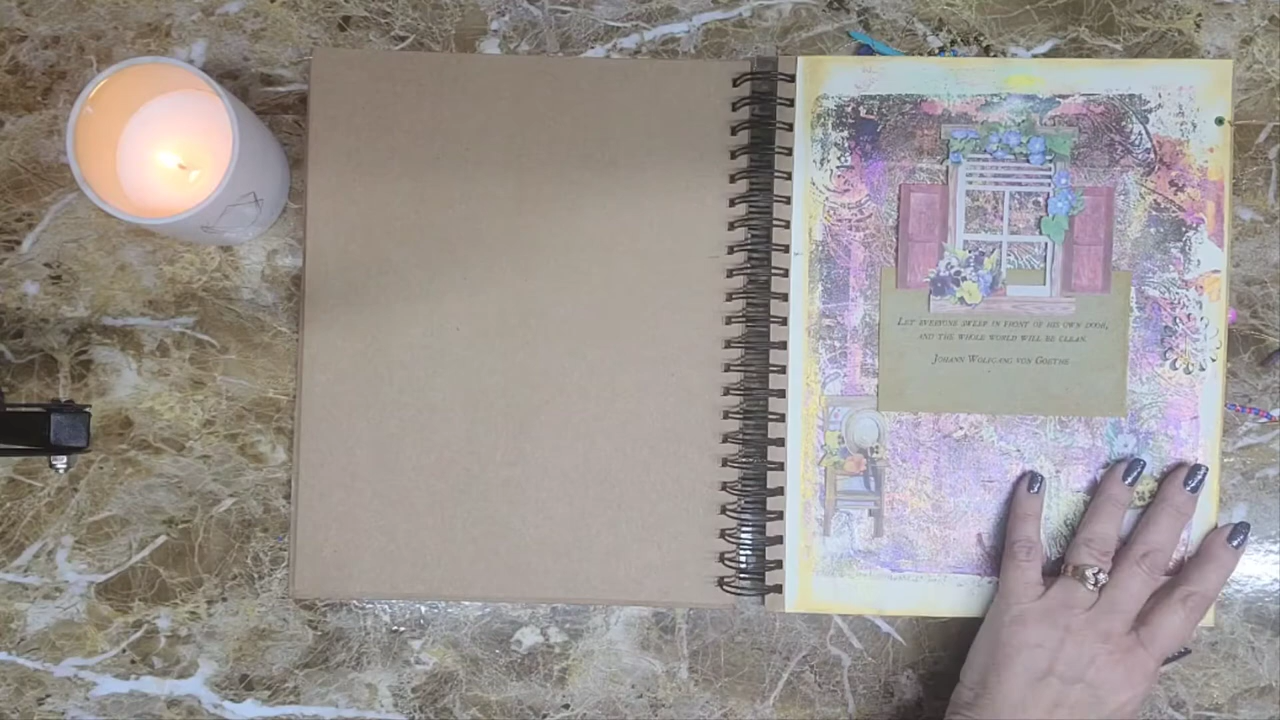 Let everyone sweep in front of his own door,
and the whole world will be clean.
Johann Wolfgang von Goethe